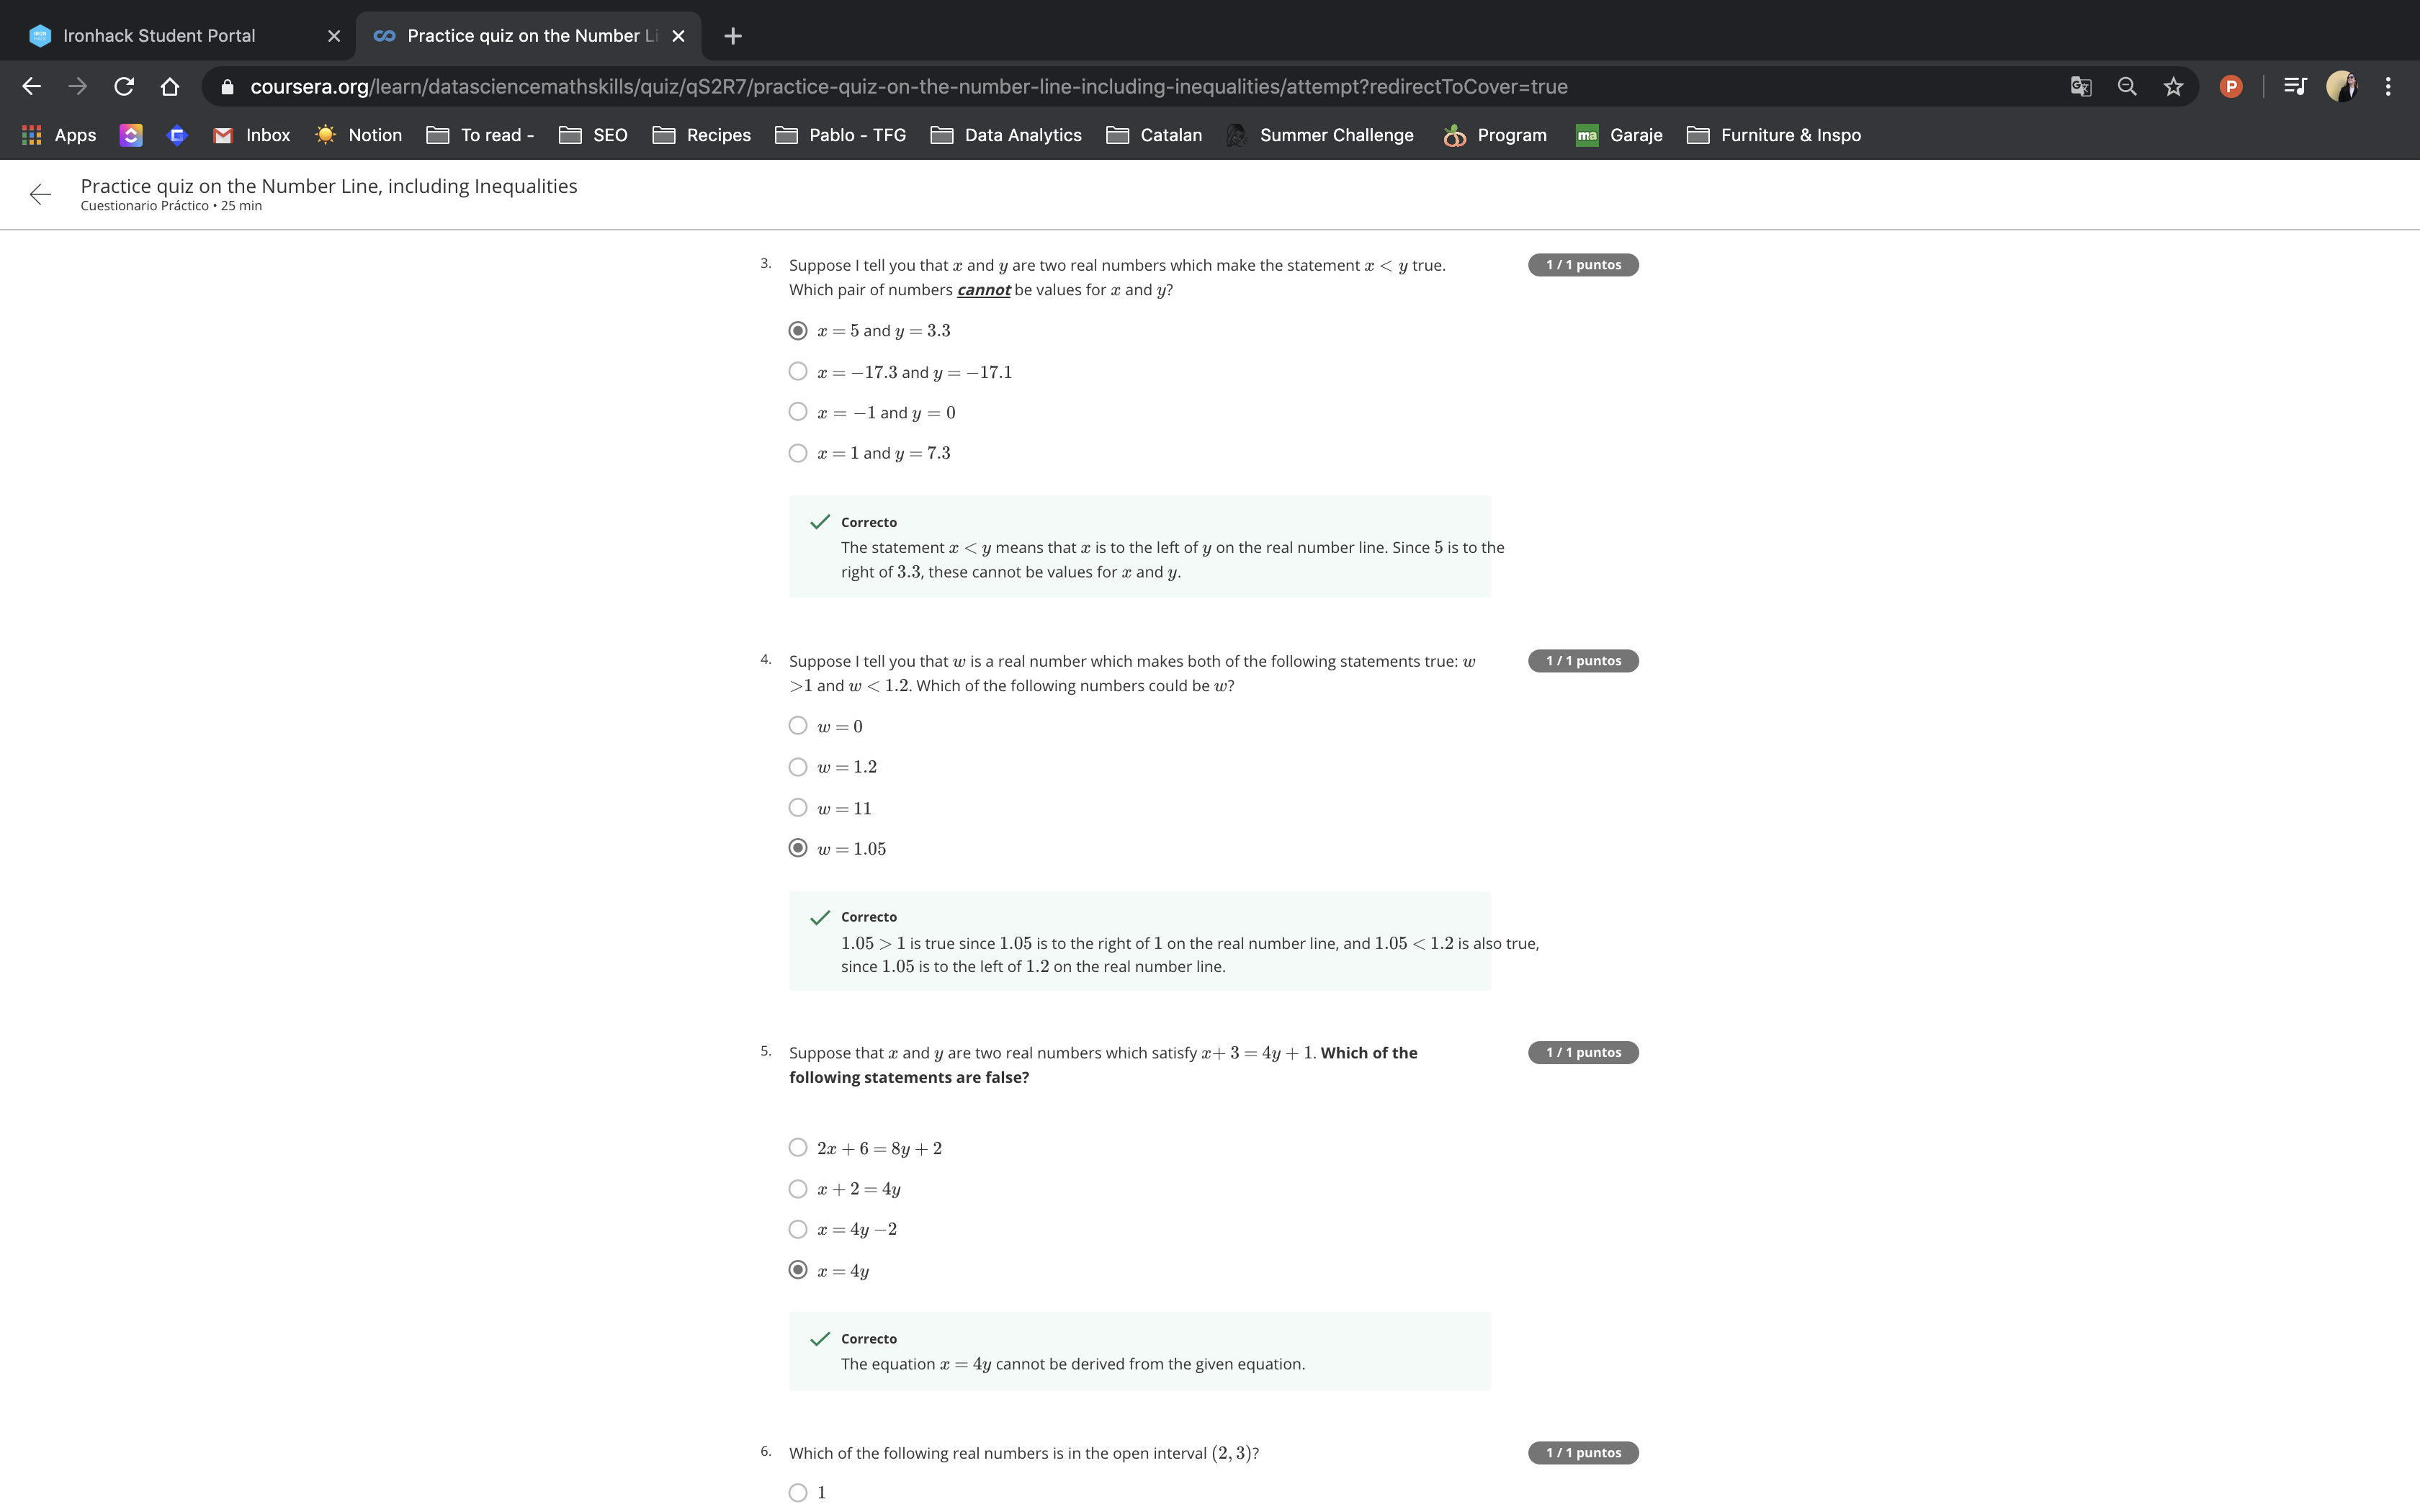 Ironhack Student Portal
Practice quiz on the Number Li
coursera.org/learn/datasciencemathskills/quiz/qS2R7/practice-quiz-on-the-number-line-including-inequalities/attempt?redirectToCover=true
P
Apps Inbox Notion To read - SEO Recipes Pablo - TFG Data Analytics Catalan Summer Challenge Program ma Garaje Furniture & Inspo
Practice quiz on the Number Line, including Inequalities
Cuestionario Práctico • 25 min
3. Suppose I tell you that x and y are two real numbers which make the statement x < y true. 1 / 1 puntos
Which pair of numbers cannot be values for x and y?
x = 5 and y = 3.3
x = −17.3 and y = −17.1
x = −1 and y = 0
x = 1 and y = 7.3
Correcto
The statement x < y means that x is to the left of y on the real number line. Since 5 is to the
right of 3.3, these cannot be values for x and y.
4. Suppose I tell you that w is a real number which makes both of the following statements true: w 1 / 1 puntos
>1 and w < 1.2. Which of the following numbers could be w?
w = 0
w = 1.2
w = 11
w = 1.05
Correcto
1.05 > 1 is true since 1.05 is to the right of 1 on the real number line, and 1.05 < 1.2 is also true,
since 1.05 is to the left of 1.2 on the real number line.
5. Suppose that x and y are two real numbers which satisfy x+ 3 = 4y + 1. Which of the 1 / 1 puntos
following statements are false?
2x + 6 = 8y + 2
x + 2 = 4y
x = 4y −2
x = 4y
Correcto
The equation x = 4y cannot be derived from the given equation.
6. Which of the following real numbers is in the open interval (2, 3)? 1 / 1 puntos
1